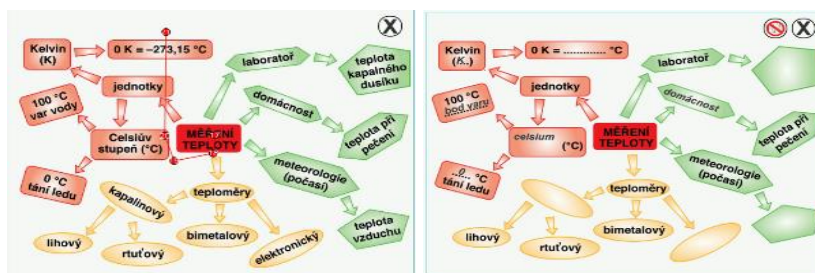 X
Kelvin
(K)
0 K = –273,15 °C
laboratoř
teplota
kapalného
dusíku
jednotky
100 °C
var vody
domácnost
Celsiův
stupeň (°C)
MĚŘENÍ
TEPLOTY
teplota při
pečení
0 °C
tání ledu
meteorologie
(počasí)
teploměry
kapalinový
teplota
vzduchu
lihový
rtuťový
bimetalový
elektronický
X
Kelvin
(K..)
0 K = ............. °C
laboratoř
jednotky
100 °C
bod varu
domácnost
celsium
(°C)
MĚŘENÍ
TEPLOTY
teplota při
pečení
..0.... °C
tání ledu
meteorologie
(počasí)
teploměry
lihový
rtuťový
bimetalový